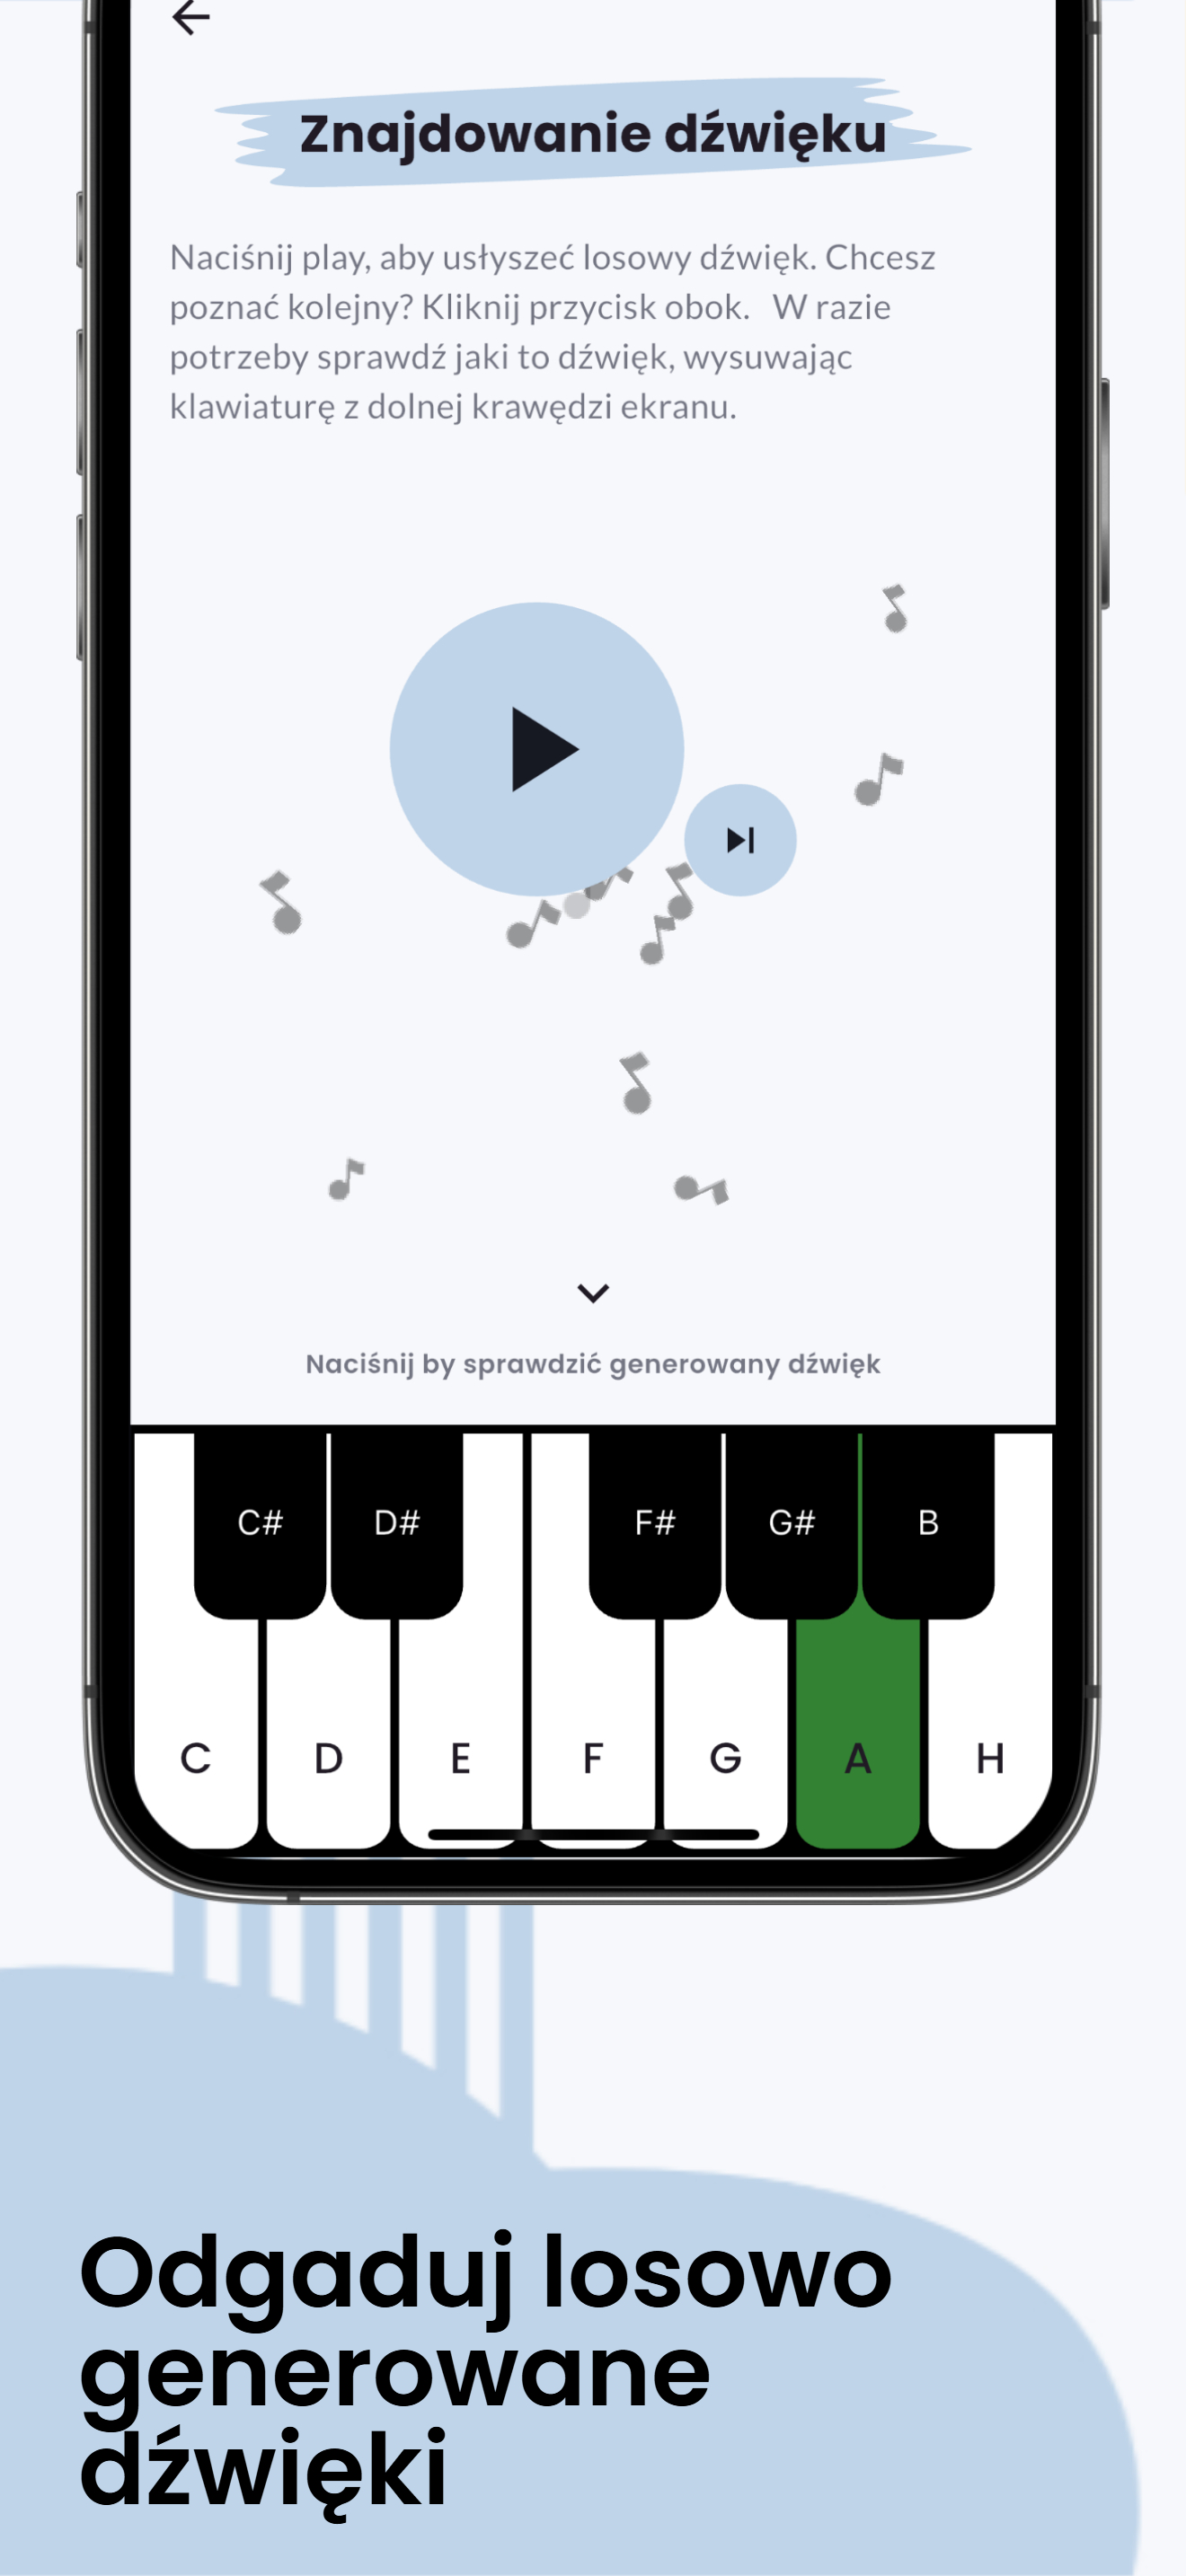 Znajdowanie dźwięku
Naciśnij play, aby usłyszeć losowy dźwięk. Chcesz
poznać kolejny? Kliknij przycisk obok.   W razie
potrzeby sprawdź jaki to dźwięk, wysuwając
klawiaturę z dolnej krawędzi ekranu.
Naciśnij by sprawdzić generowany dźwięk
C# D# F# G# B
C D E F G A H
Odgaduj losowo
generowane
dźwięki